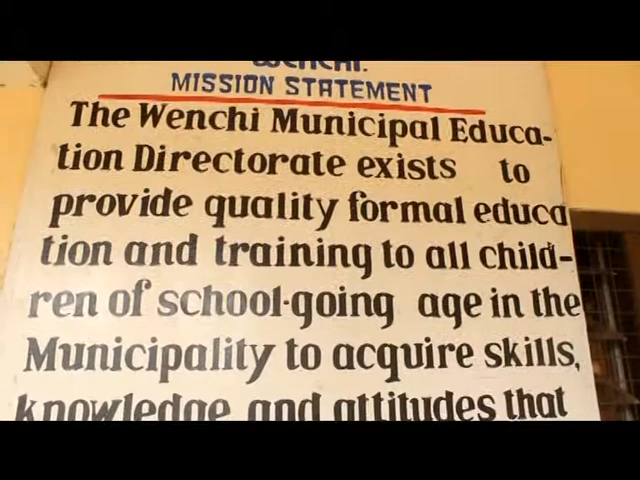 WENCHI.
MISSION STATEMENT
The Wenchi Municipal Educa-
tion Directorate exists to
provide quality formal educa
tion and training to all child-
ren of school-going age in the
Municipality to acquire skills,
knowledge and attitudes that